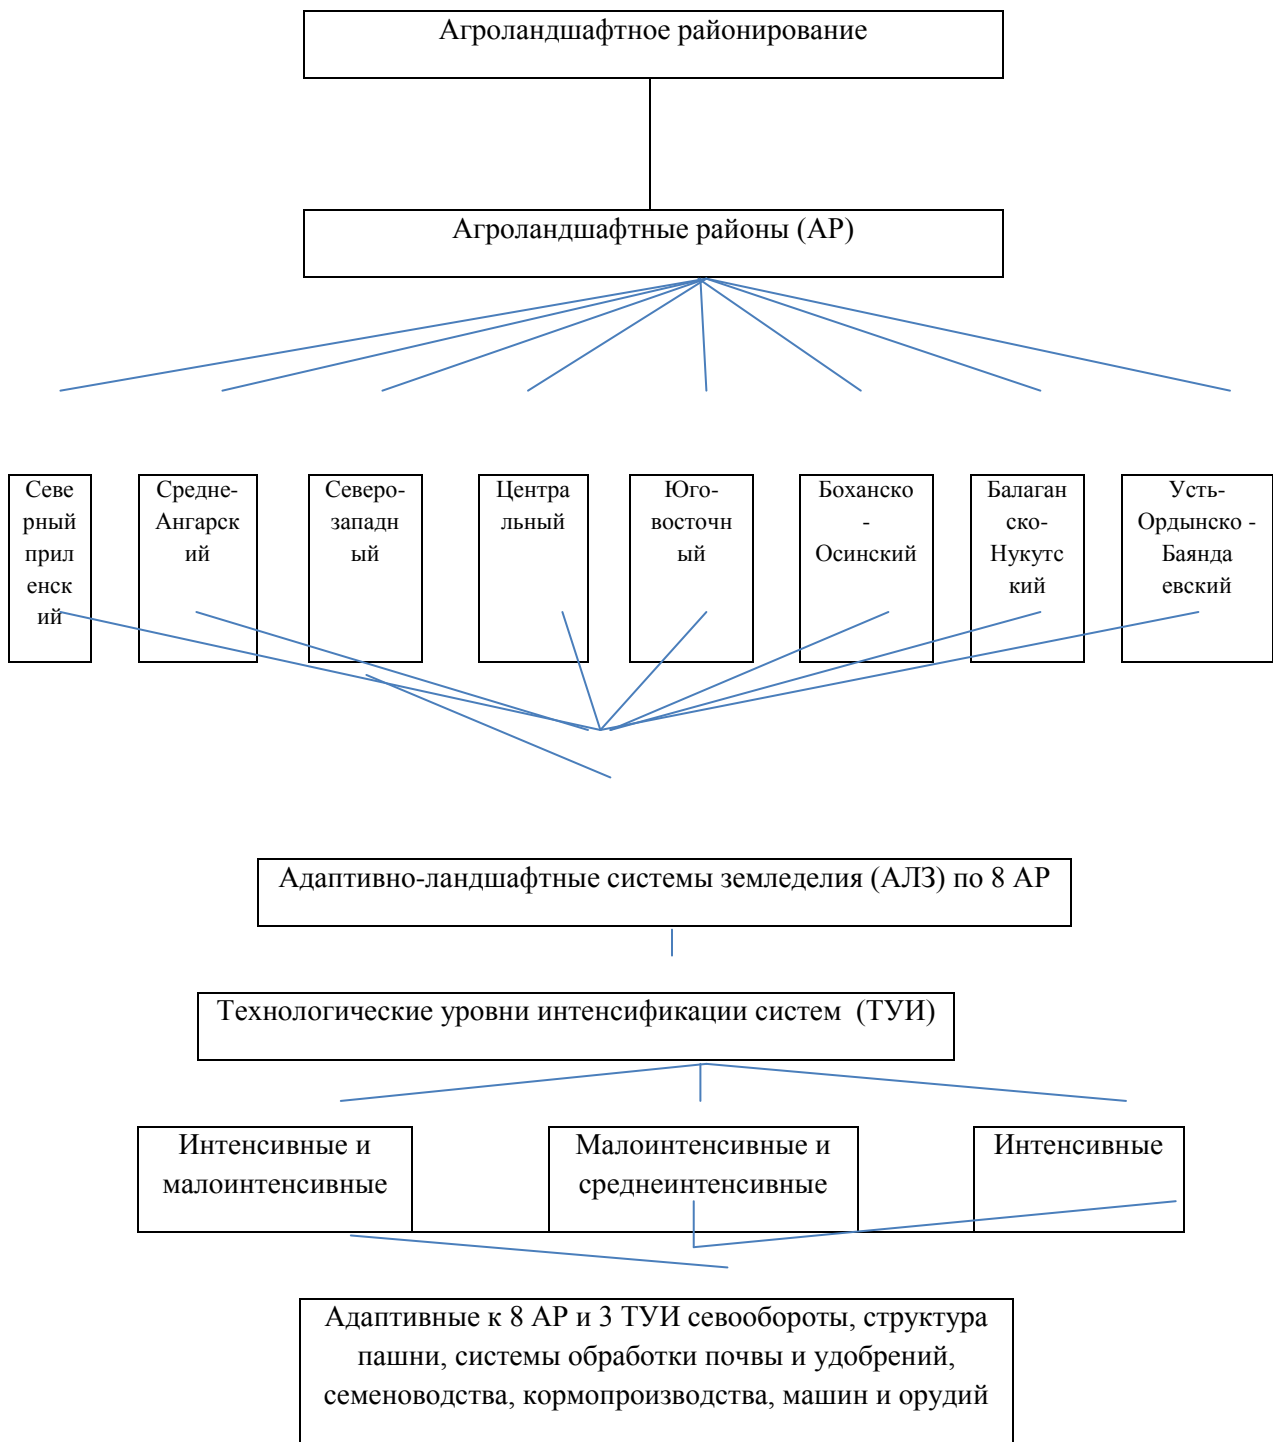 Агроландшафтное районирование
Агроландшафтные районы (АР)
Севе
рный
прил
енск
ий
Средне-
Ангарск
ий
Северо-
западн
ый
Центра
льный
Юго-
восточн
ый
Боханско
-
Осинский
Балаган
ско-
Нукутс
кий
Усть-
Ордынско -
Баянда
евский
Адаптивно-ландшафтные системы земледелия (АЛЗ) по 8 АР
Технологические уровни интенсификации систем (ТУИ)
Интенсивные и
малоинтенсивные
Малоинтенсивные и
среднеинтенсивные
Интенсивные
Адаптивные к 8 АР и 3 ТУИ севообороты, структура
пашни, системы обработки почвы и удобрений,
семеноводства, кормопроизводства, машин и орудий